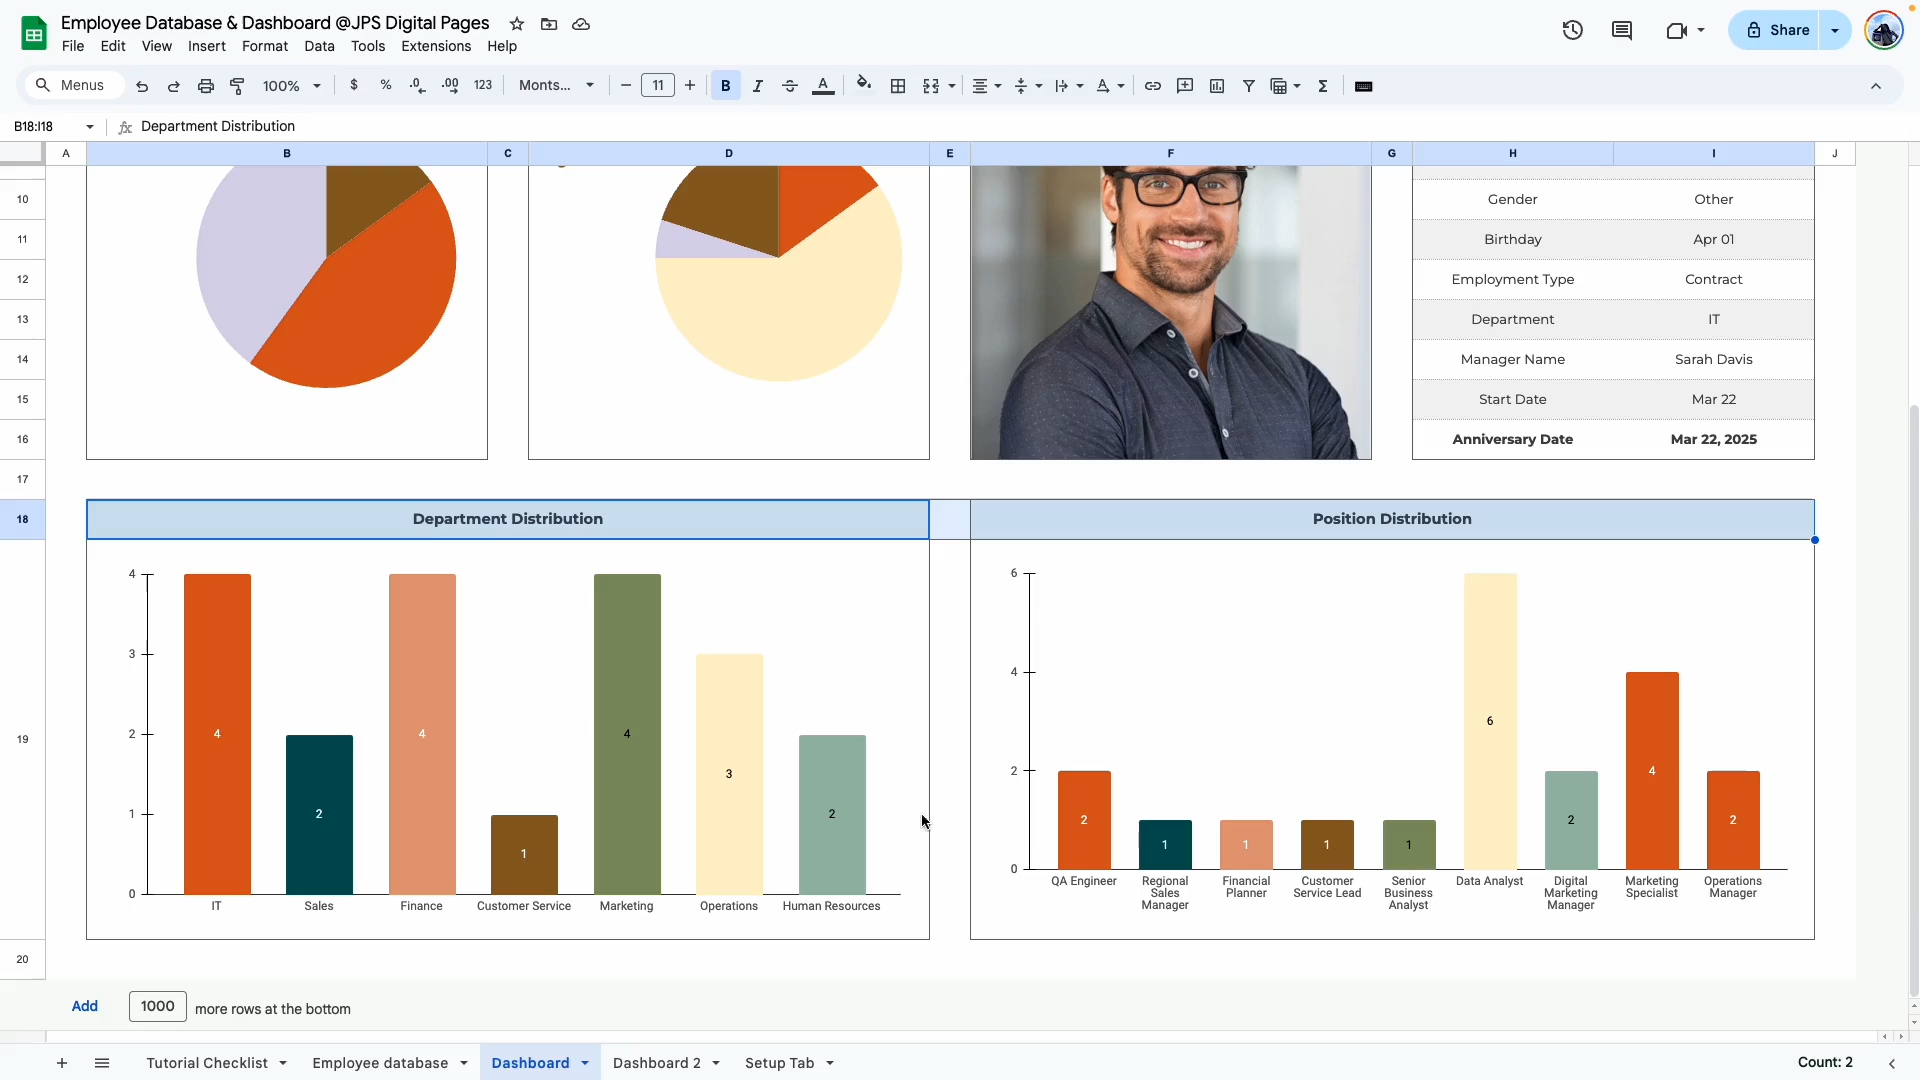 Employee Database & Dashboard @JPS Digital Pages
File Edit View Insert Format Data Tools Extensions Help
Share
Menus 100% $ % .0 .00 123 Monts... 11 B I A
B18:I18 fx Department Distribution
A B C D E F G H I J
10 Gender Other
11 Birthday Apr 01
12 Employment Type Contract
13 Department IT
14 Manager Name Sarah Davis
15 Start Date Mar 22
16 Anniversary Date Mar 22, 2025
17
18 Department Distribution Position Distribution
19
4
3
2
1
0
4
2
4
1
4
3
2
IT Sales Finance Customer Service Marketing Operations Human Resources
6
4
2
0
2
1
1
1
1
6
2
4
2
QA Engineer
Regional
Sales
Manager
Financial
Planner
Customer
Service Lead
Senior
Business
Analyst
Data Analyst
Digital
Marketing
Manager
Marketing
Specialist
Operations
Manager
20
Add 1000 more rows at the bottom
Tutorial Checklist Employee database Dashboard Dashboard 2 Setup Tab Count: 2